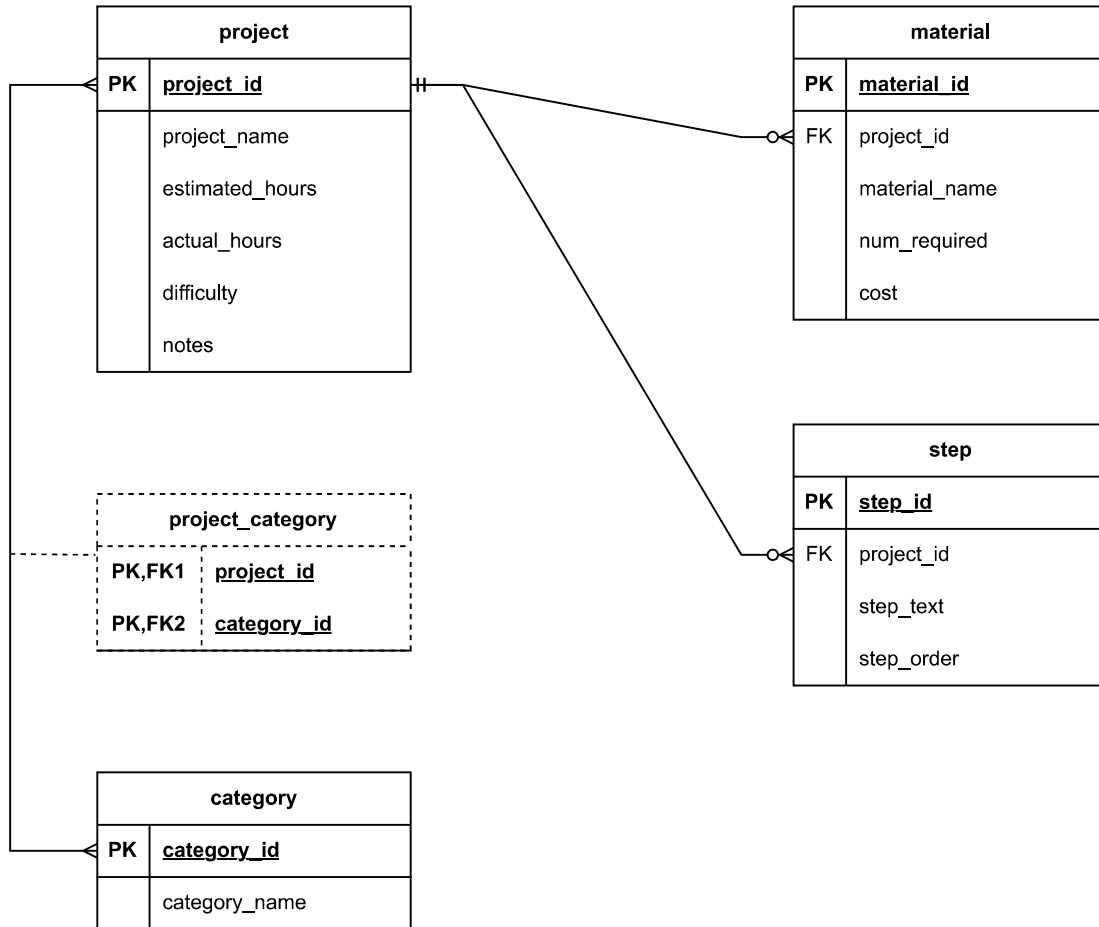 project
PK project_id
project_name
estimated_hours
actual_hours
difficulty
notes
material
PK material_id
FK project_id
material_name
num_required
cost
step
PK step_id
FK project_id
step_text
step_order
project_category
PK,FK1 project_id
PK,FK2 category_id
category
PK category_id
category_name